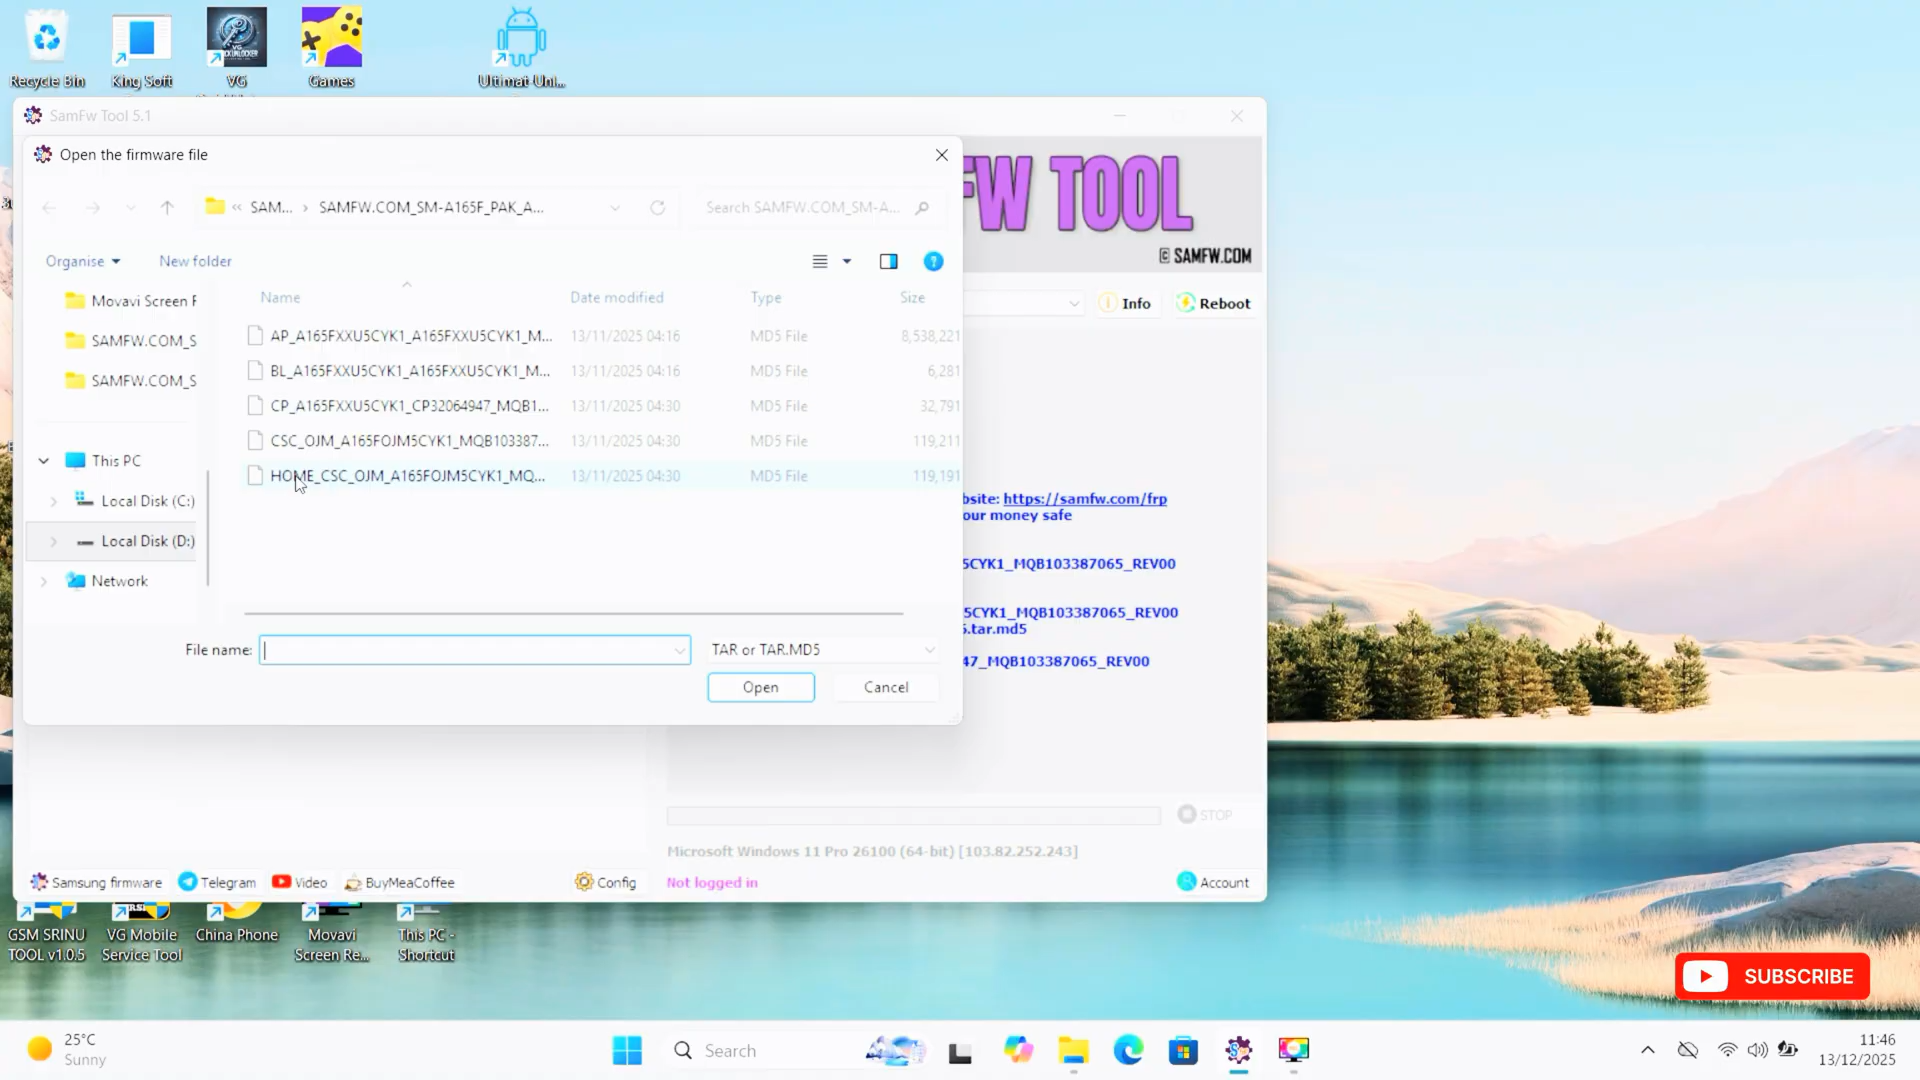 Recycle Bin
King Soft
VG
Games
Ultimat-Unl...
SamFw Tool 5.1
Open the firmware file
FW TOOL
« SAM... › SAMFW.COM_SM-A165F_PAK_A...
Search SAMFW.COM_SM-A...
© SAMFW.COM
Organise
New folder
Name
Date modified
Type
Size
Movavi Screen F
SAMFW.COM_S
SAMFW.COM_S
This PC
Local Disk (C:)
Local Disk (D:)
Network
AP_A165FXXU5CYK1_A165FXXU5CYK1_M... 13/11/2025 04:16 MD5 File 8,538,221
BL_A165FXXU5CYK1_A165FXXU5CYK1_M... 13/11/2025 04:16 MD5 File 6,281
CP_A165FXXU5CYK1_CP32064947_MQB1... 13/11/2025 04:30 MD5 File 32,791
CSC_OJM_A165FOJM5CYK1_MQB103387... 13/11/2025 04:30 MD5 File 119,211
HOME_CSC_OJM_A165FOJM5CYK1_MQ... 13/11/2025 04:30 MD5 File 119,191
File name:
TAR or TAR.MD5
Open
Cancel
Info
Reboot
bsite: https://samfw.com/frp
our money safe
5CYK1_MQB103387065_REV00
5CYK1_MQB103387065_REV00
.tar.md5
47_MQB103387065_REV00
STOP
Microsoft Windows 11 Pro 26100 (64-bit) [103.82.252.243]
Samsung firmware
Telegram
Video
BuyMeaCoffee
Config
Not logged in
Account
GSM SRINU
TOOL v1.0.5
VG Mobile
Service Tool
China Phone
Movavi
Screen Re...
This PC -
Shortcut
SUBSCRIBE
25°C
Sunny
Search
11:46
13/12/2025